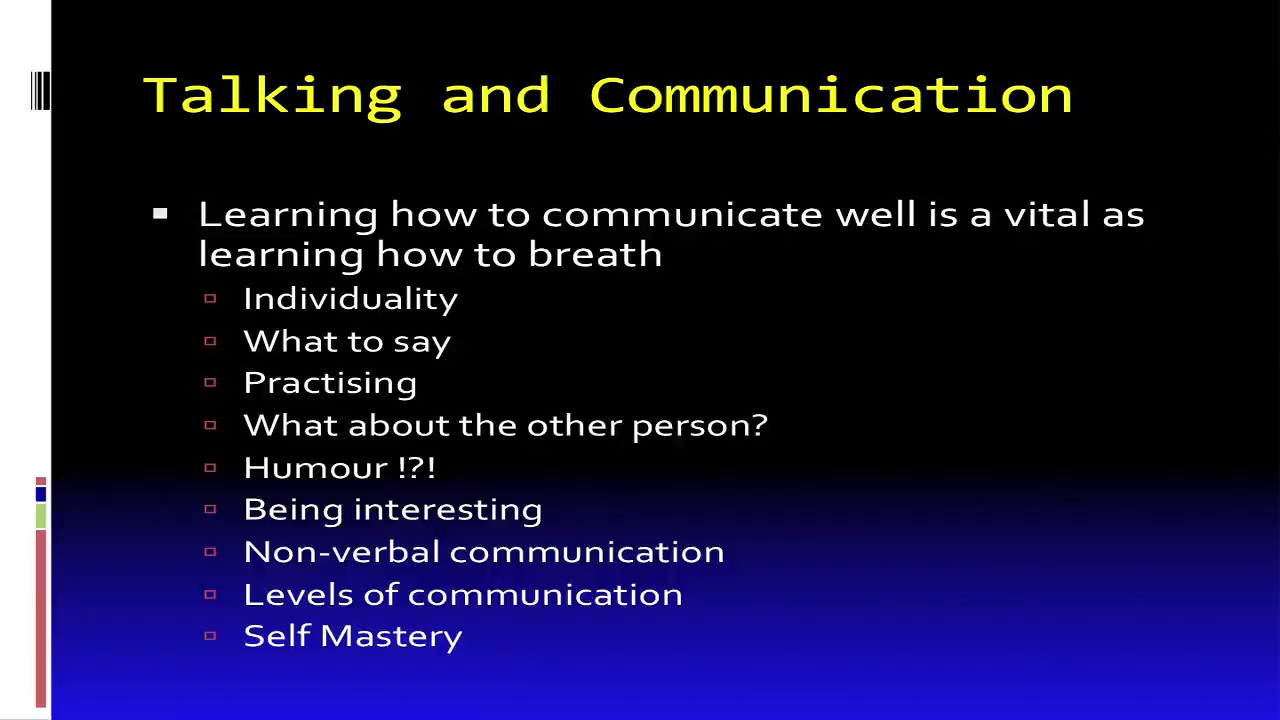 Talking and Communication
Learning how to communicate well is a vital as
learning how to breath
Individuality
What to say
Practising
What about the other person?
Humour !?!
Being interesting
Non-verbal communication
Levels of communication
Self Mastery